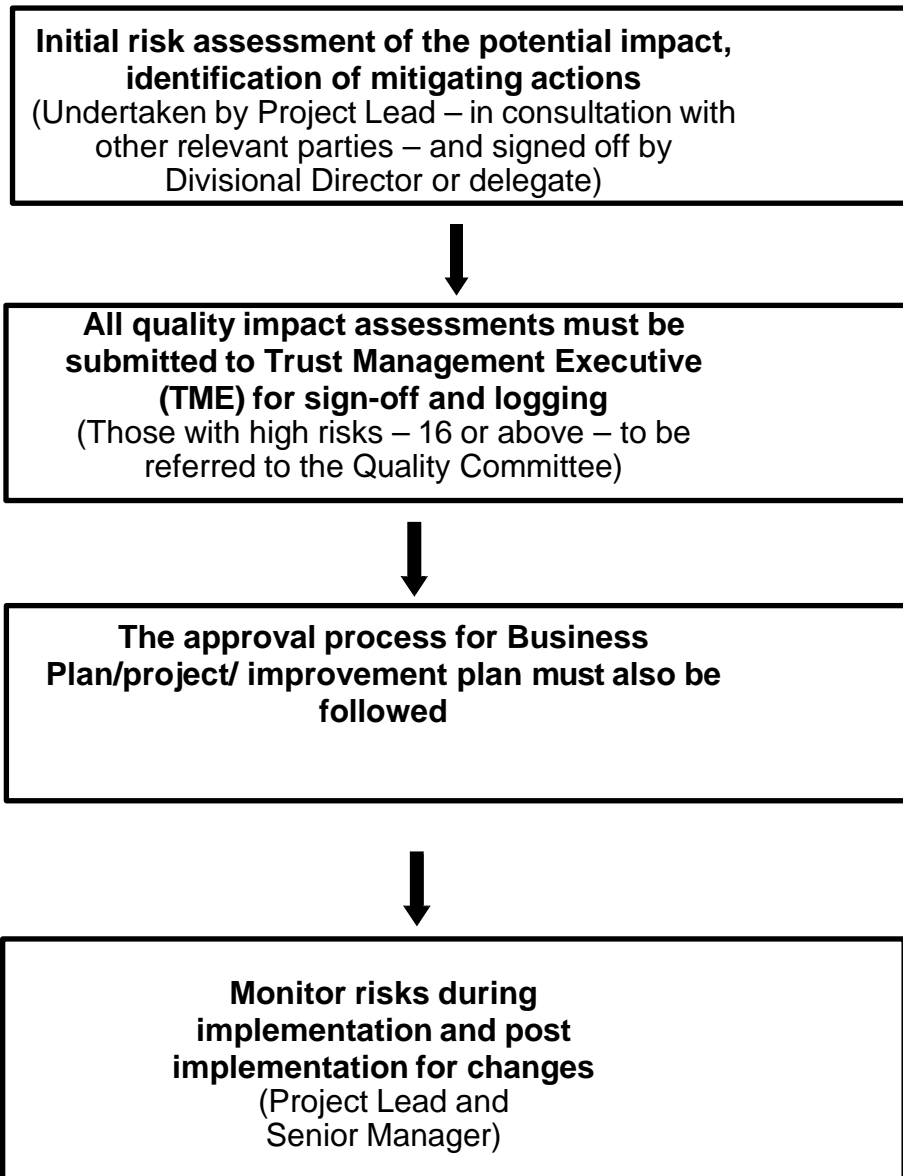 Initial risk assessment of the potential impact,
identification of mitigating actions
(Undertaken by Project Lead – in consultation with
other relevant parties – and signed off by
Divisional Director or delegate)
All quality impact assessments must be
submitted to Trust Management Executive
(TME) for sign-off and logging
(Those with high risks – 16 or above – to be
referred to the Quality Committee)
The approval process for Business
Plan/project/ improvement plan must also be
followed
Monitor risks during
implementation and post
implementation for changes
(Project Lead and
Senior Manager)